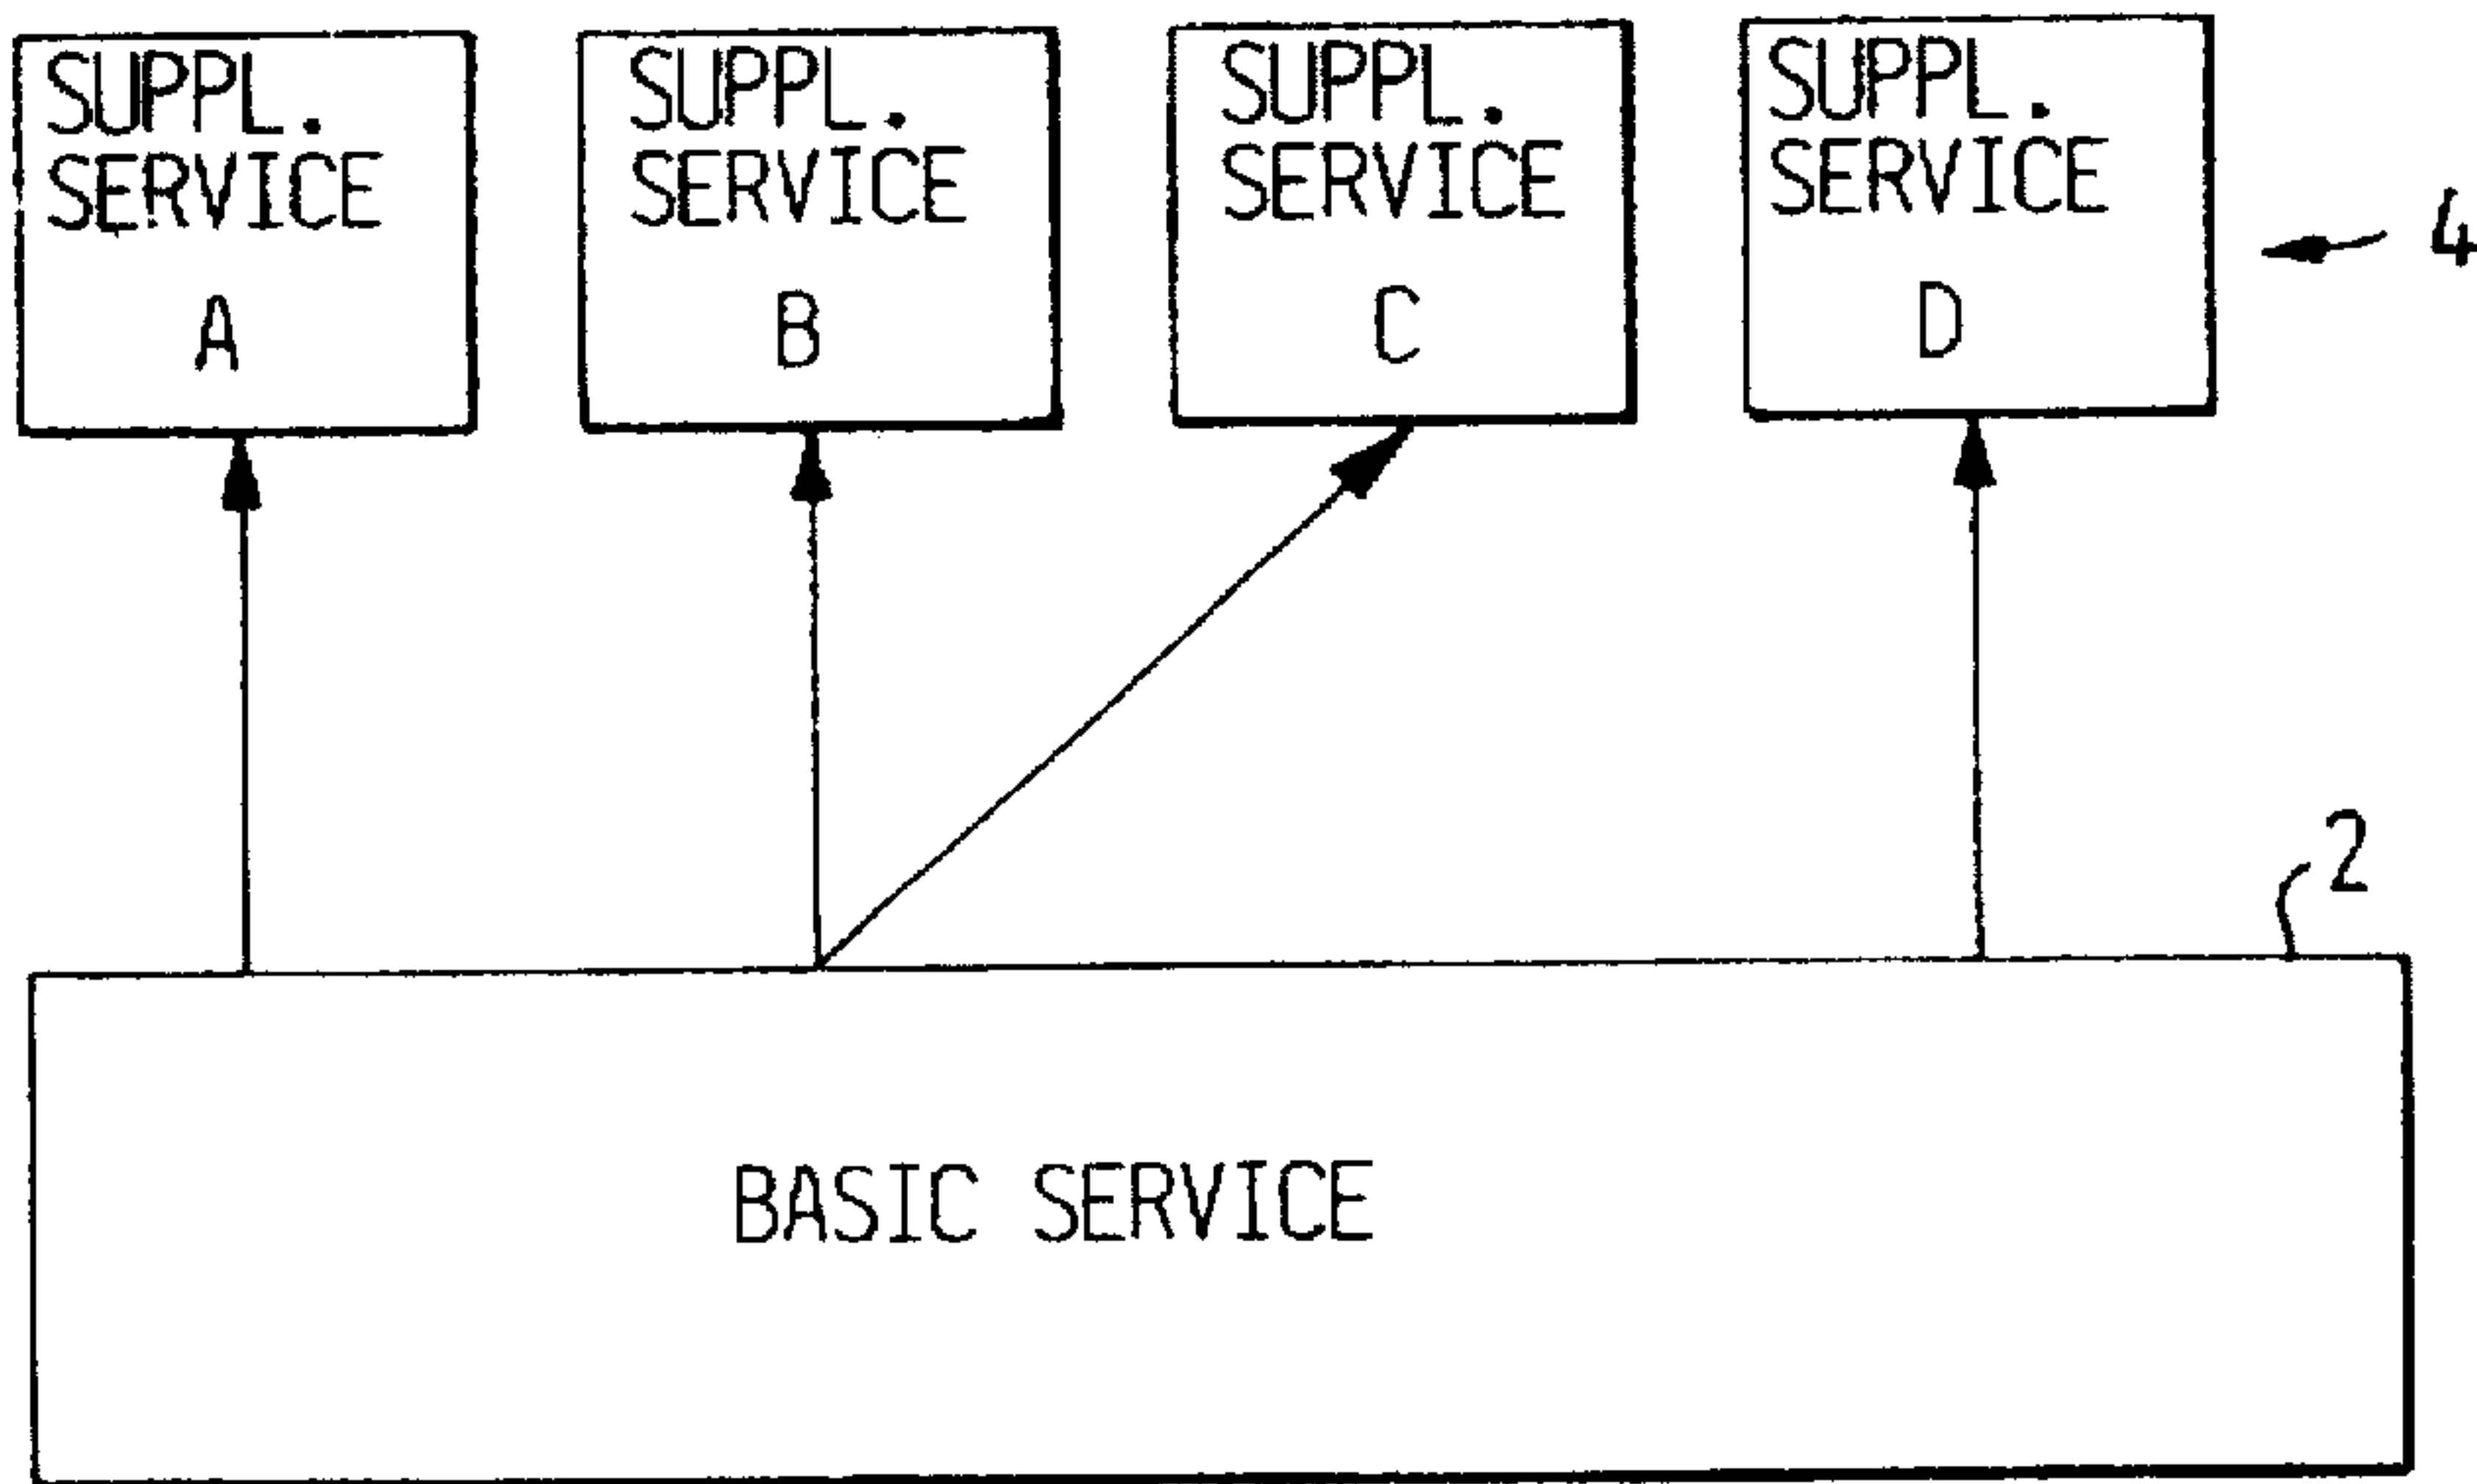 SUPPL.
SERVICE
A
SUPPL.
SERVICE
B
SUPPL.
SERVICE
C
SUPPL.
SERVICE
D
4
2
BASIC SERVICE